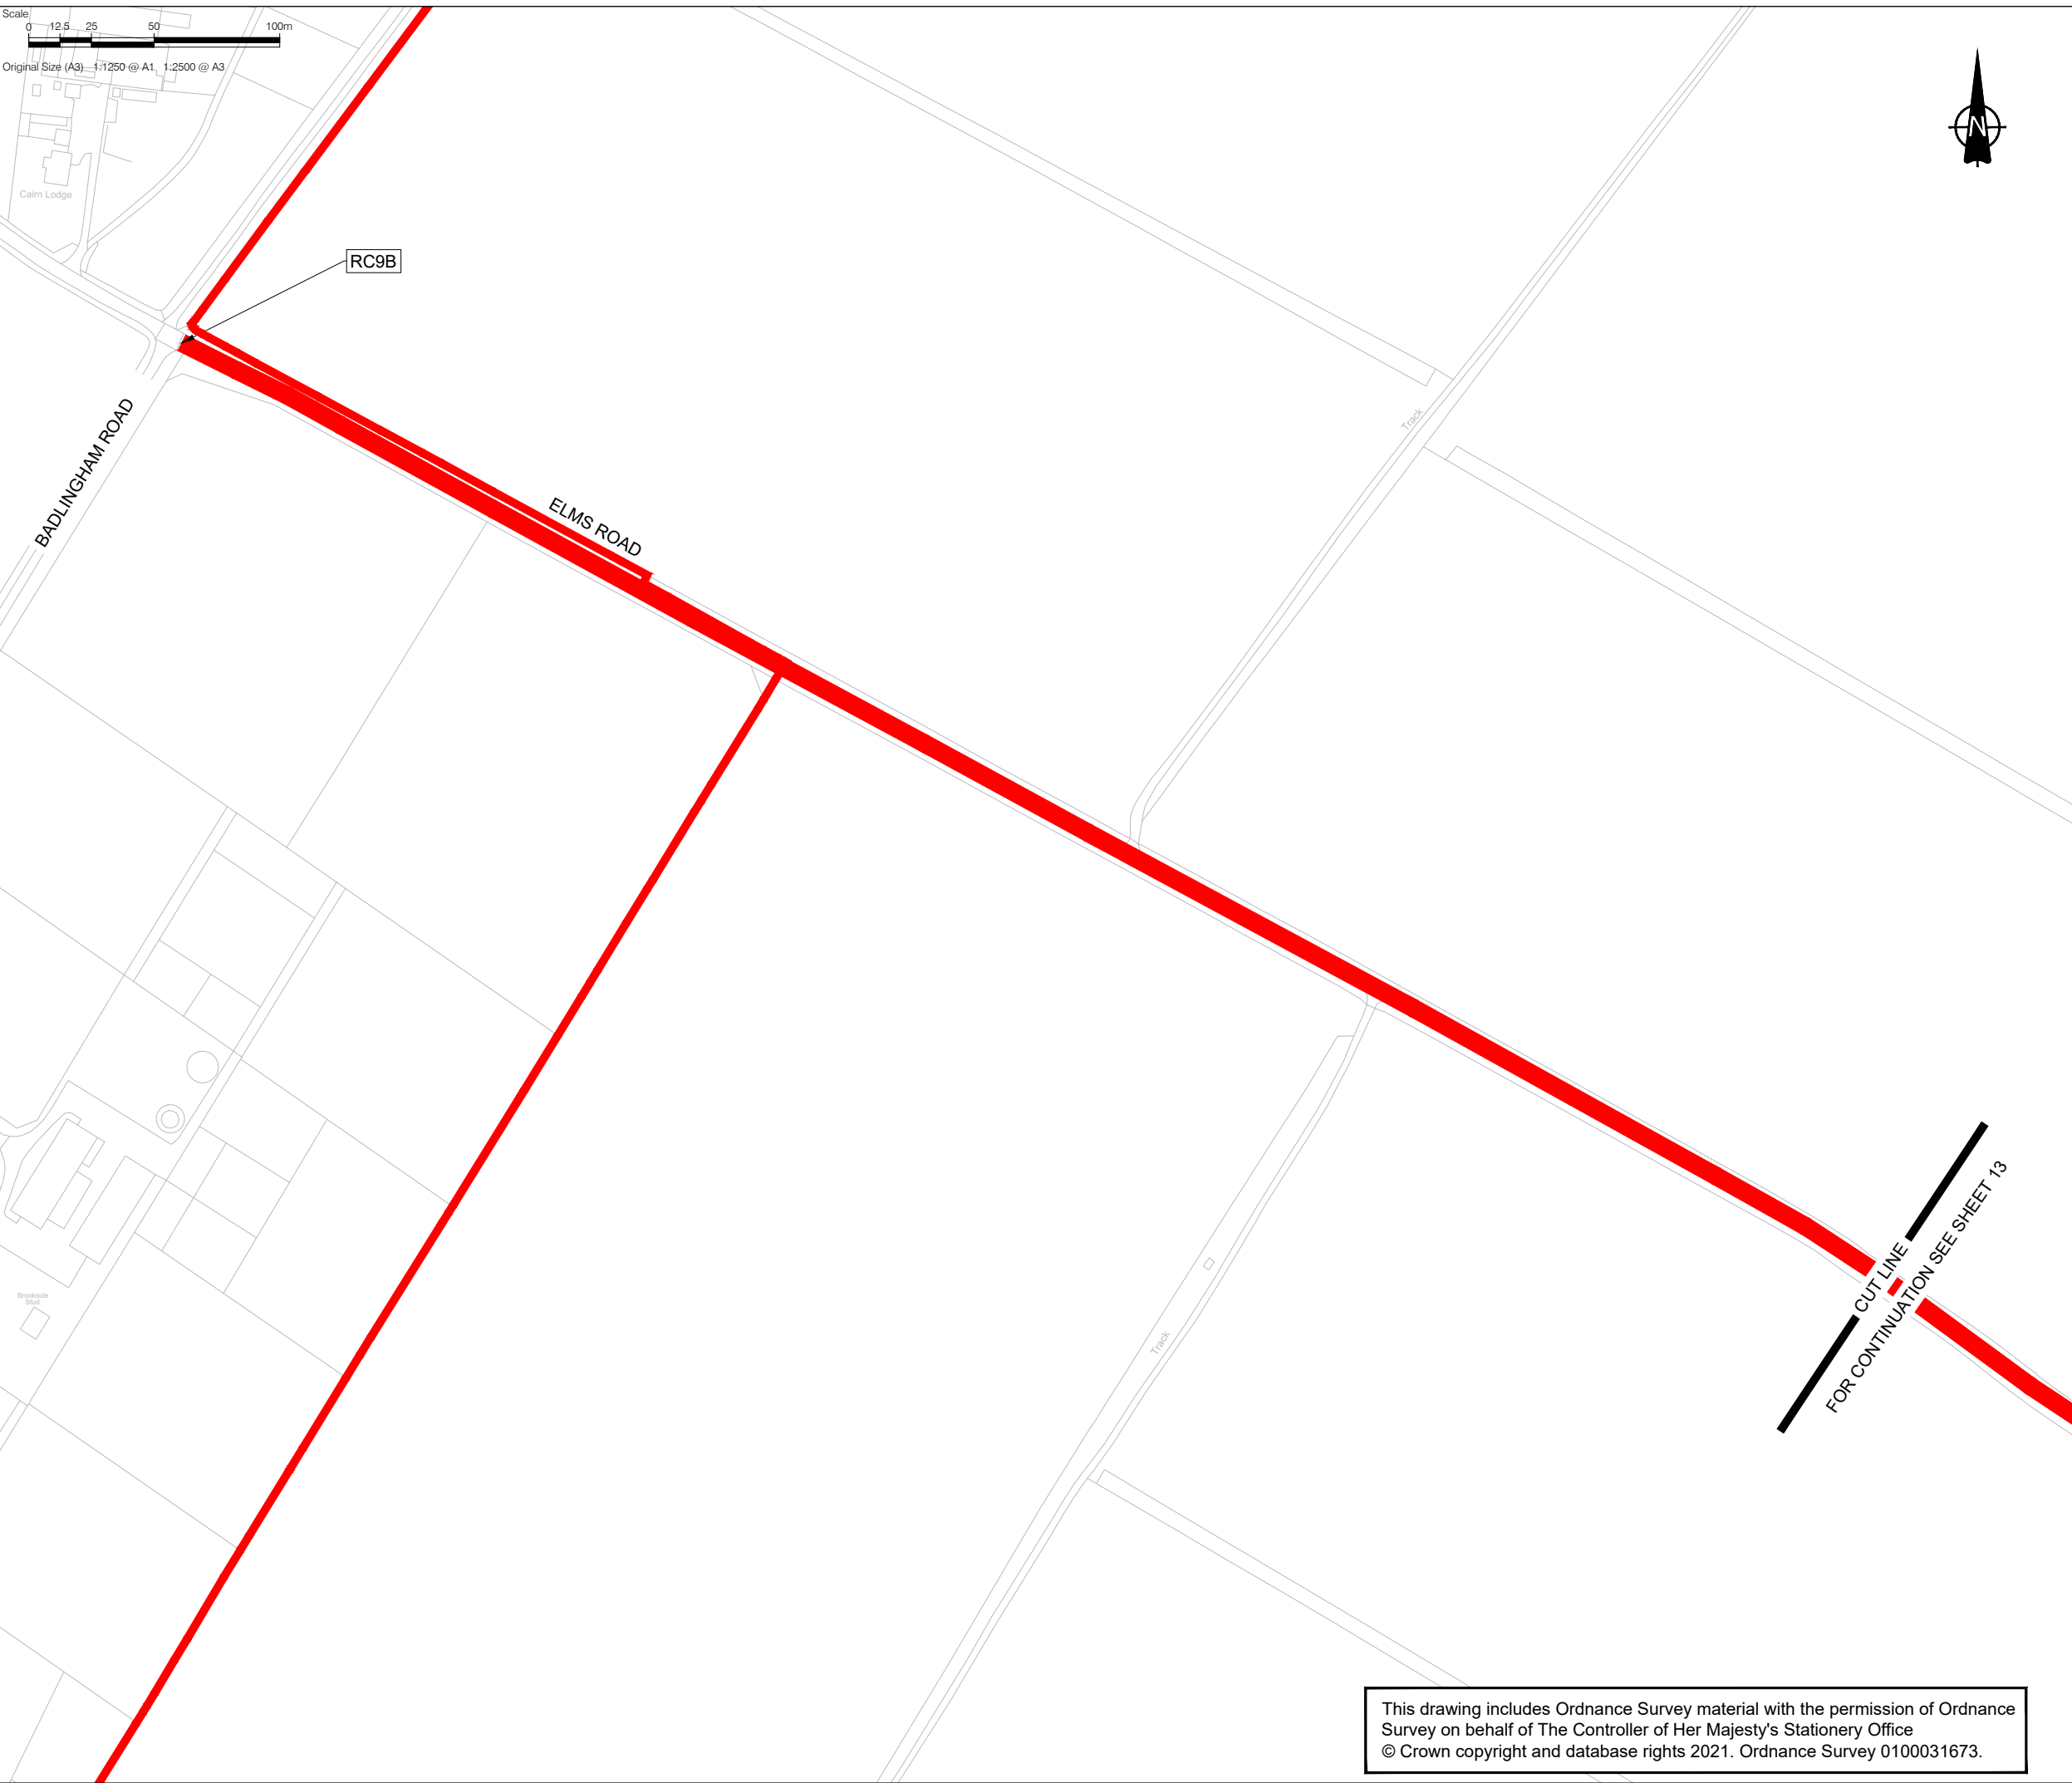 Scale
0 12.5 25 50 100m
Original Size (A3) 1:1250 @ A1 1:2500 @ A3
N
Cairn Lodge
RC9B
BADLINGHAM ROAD
ELMS ROAD
Track
CUT LINE
FOR CONTINUATION SEE SHEET 13
Brookside
Stud
Track
This drawing includes Ordnance Survey material with the permission of Ordnance
Survey on behalf of The Controller of Her Majesty's Stationery Office
© Crown copyright and database rights 2021. Ordnance Survey 0100031673.